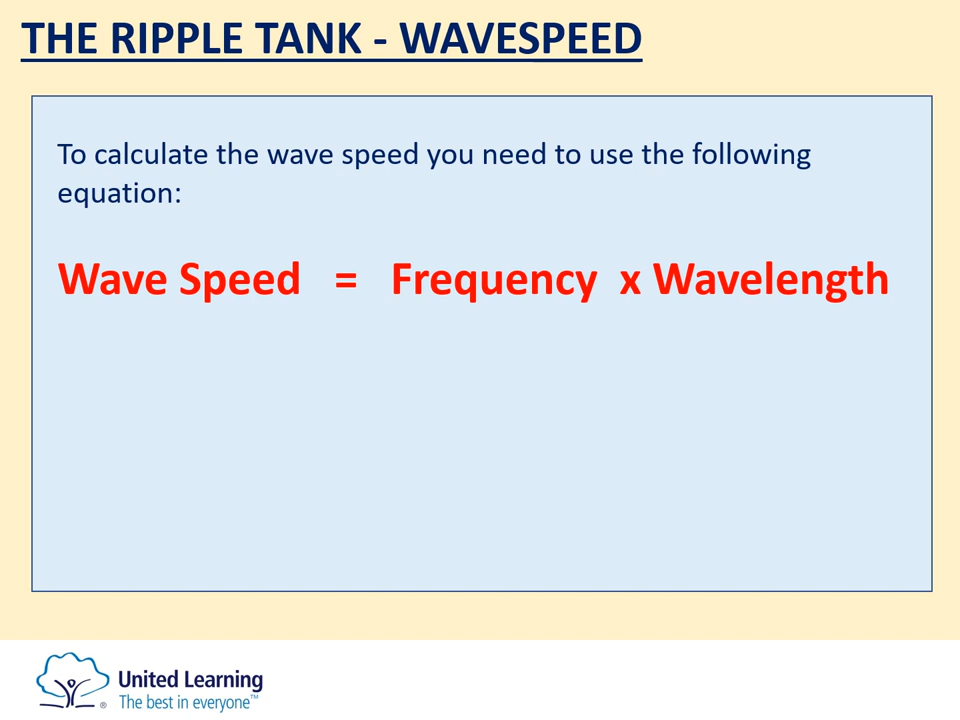 THE RIPPLE TANK - WAVESPEED
To calculate the wave speed you need to use the following
equation:
Wave Speed = Frequency x Wavelength
United Learning
® The best in everyone™